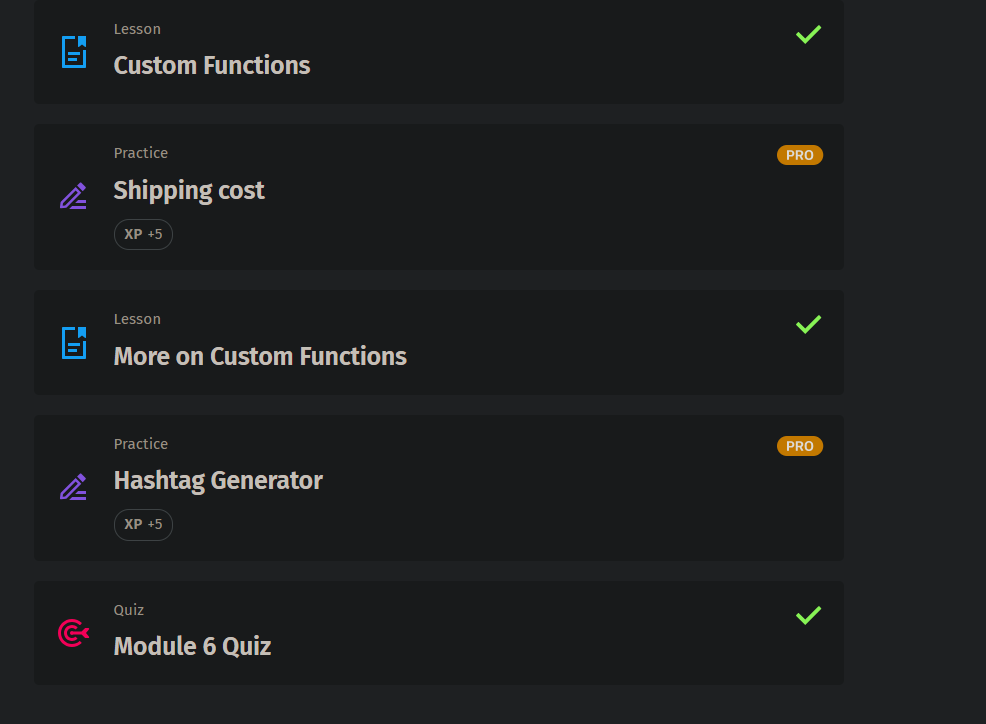 Lesson
Custom Functions
Practice
PRO
Shipping cost
XP +5
Lesson
More on Custom Functions
Practice
PRO
Hashtag Generator
XP +5
Quiz
Module 6 Quiz